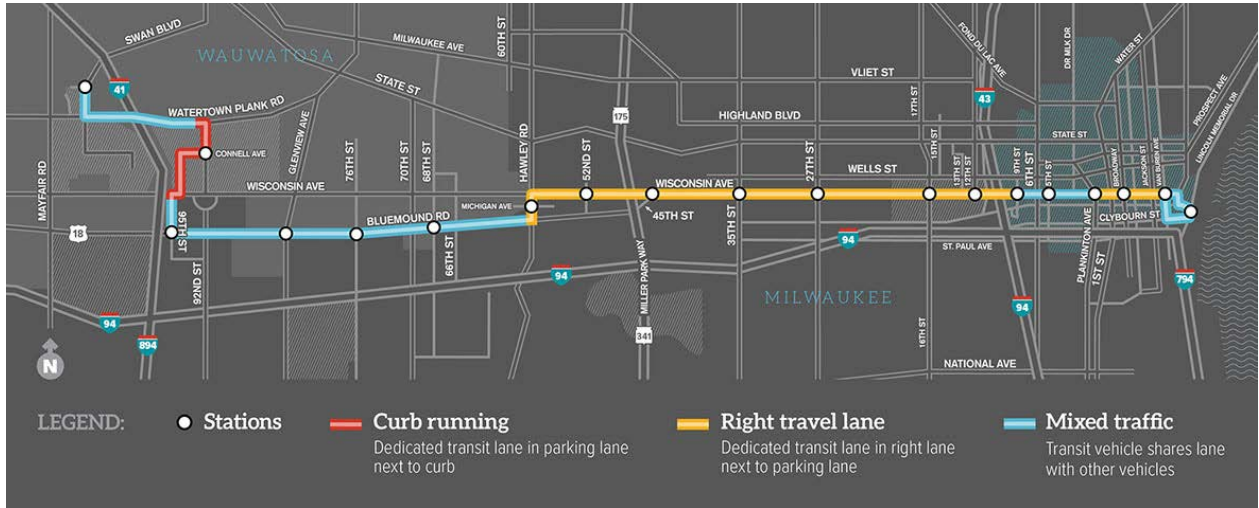 SWAN BLVD
WAUWATOSA
MILWAUKEE AVE
60TH ST
FOND DU LAC AVE
DR MLK DR
WATER ST
PROSPECT AVE
LINCOLN MEMORIAL DR
41
STATE ST
VLIET ST
17TH ST
43
WATERTOWN PLANK RD
175
HIGHLAND BLVD
GLENVIEW AVE
HAWLEY RD
STATE ST
CONNELL AVE
76TH ST
70TH ST
68TH ST
52ND ST
27TH ST
WELLS ST
15TH ST
13TH ST
12TH ST
9TH ST
6TH ST
5TH ST
BROADWAY
JACKSON ST
VAN BUREN AVE
MAYFAIR RD
WISCONSIN AVE
WISCONSIN AVE
MICHIGAN AVE
BLUEMOUND RD
45TH ST
35TH ST
CLYBOURN ST
18
95TH ST
92ND ST
66TH ST
94
ST. PAUL AVE
PLANKINTON AVE
1ST ST
94
MILLER PARK WAY
MILWAUKEE
794
94
894
341
94
16TH ST
NATIONAL AVE
N
LEGEND:
Stations
Curb running
Dedicated transit lane in parking lane
next to curb
Right travel lane
Dedicated transit lane in right lane
next to parking lane
Mixed traffic
Transit vehicle shares lane
with other vehicles